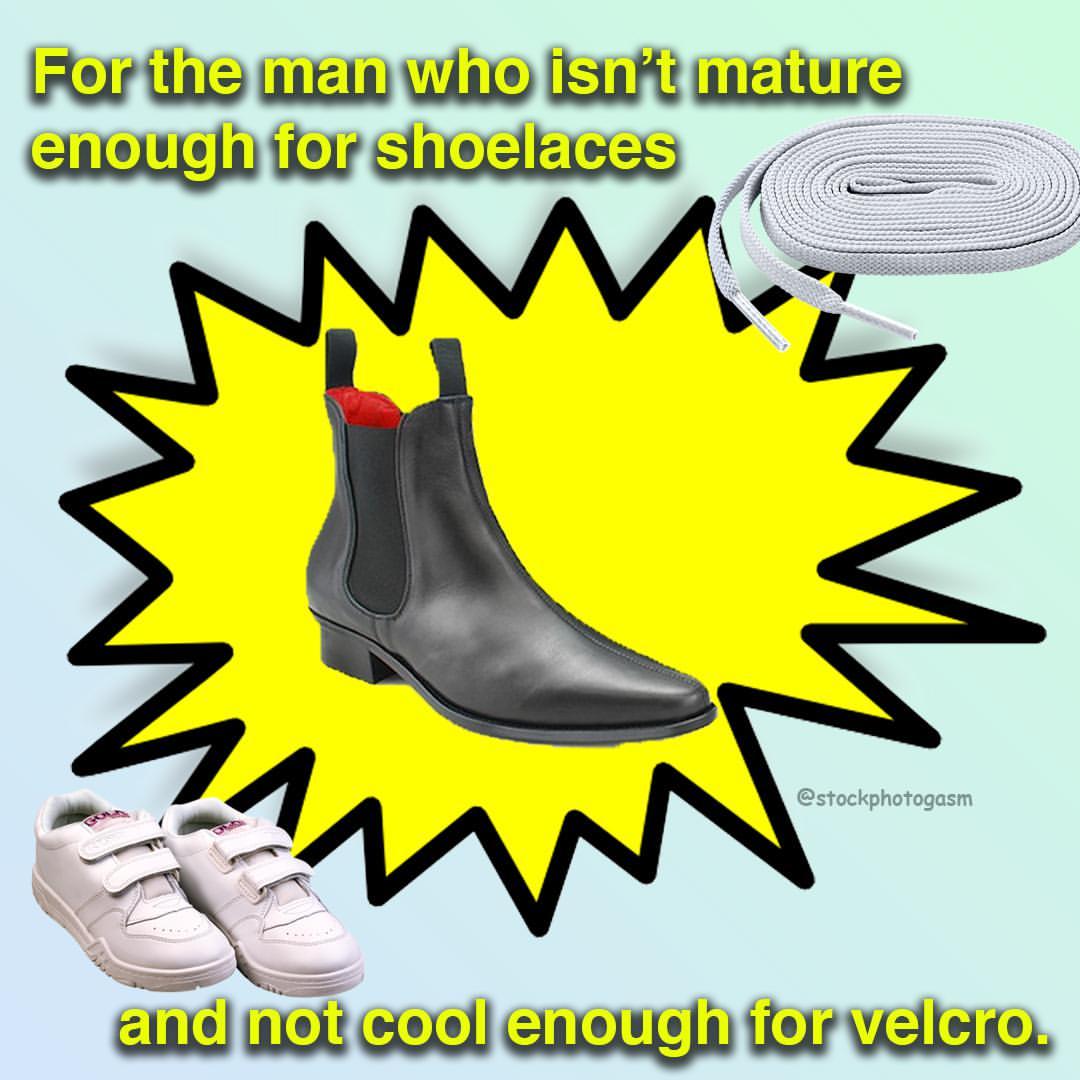 For the man who isn’t mature
enough for shoelaces
@stockphotogasm
and not cool enough for velcro.